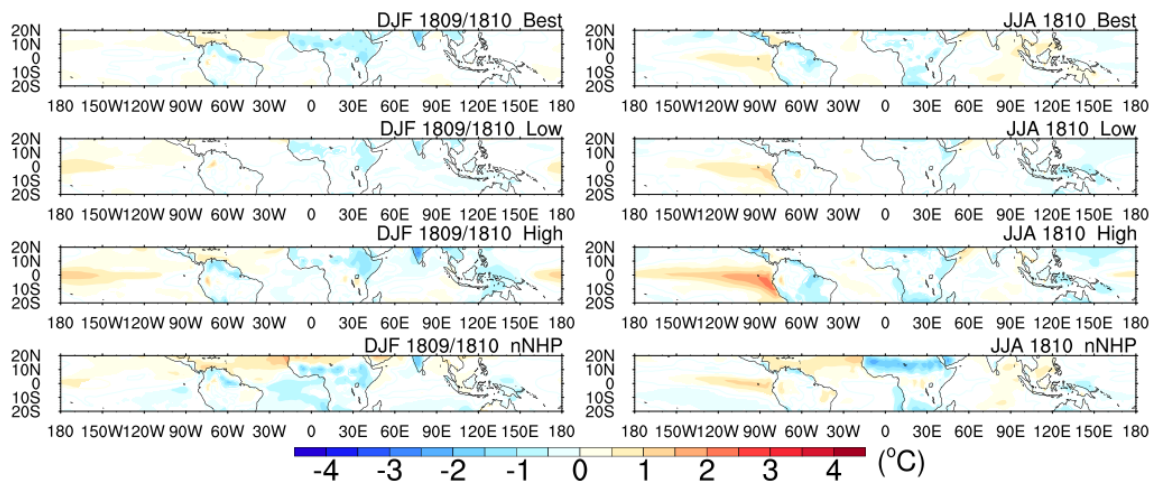 DJF 1809/1810 Best
20N
10N
0
10S
20S
180 150W120W 90W 60W 30W 0 30E 60E 90E 120E 150E 180
JJA 1810 Best
20N
10N
0
10S
20S
180 150W120W 90W 60W 30W 0 30E 60E 90E 120E 150E 180
DJF 1809/1810 Low
20N
10N
0
10S
20S
180 150W120W 90W 60W 30W 0 30E 60E 90E 120E 150E 180
JJA 1810 Low
20N
10N
0
10S
20S
180 150W120W 90W 60W 30W 0 30E 60E 90E 120E 150E 180
DJF 1809/1810 High
20N
10N
0
10S
20S
180 150W120W 90W 60W 30W 0 30E 60E 90E 120E 150E 180
JJA 1810 High
20N
10N
0
10S
20S
180 150W120W 90W 60W 30W 0 30E 60E 90E 120E 150E 180
DJF 1809/1810 nNHP
20N
10N
0
10S
20S
180 150W120W 90W 60W 30W 0 30E 60E 90E 120E 150E 180
JJA 1810 nNHP
20N
10N
0
10S
20S
180 150W120W 90W 60W 30W 0 30E 60E 90E 120E 150E 180
-4 -3 -2 -1 0 1 2 3 4 (°C)